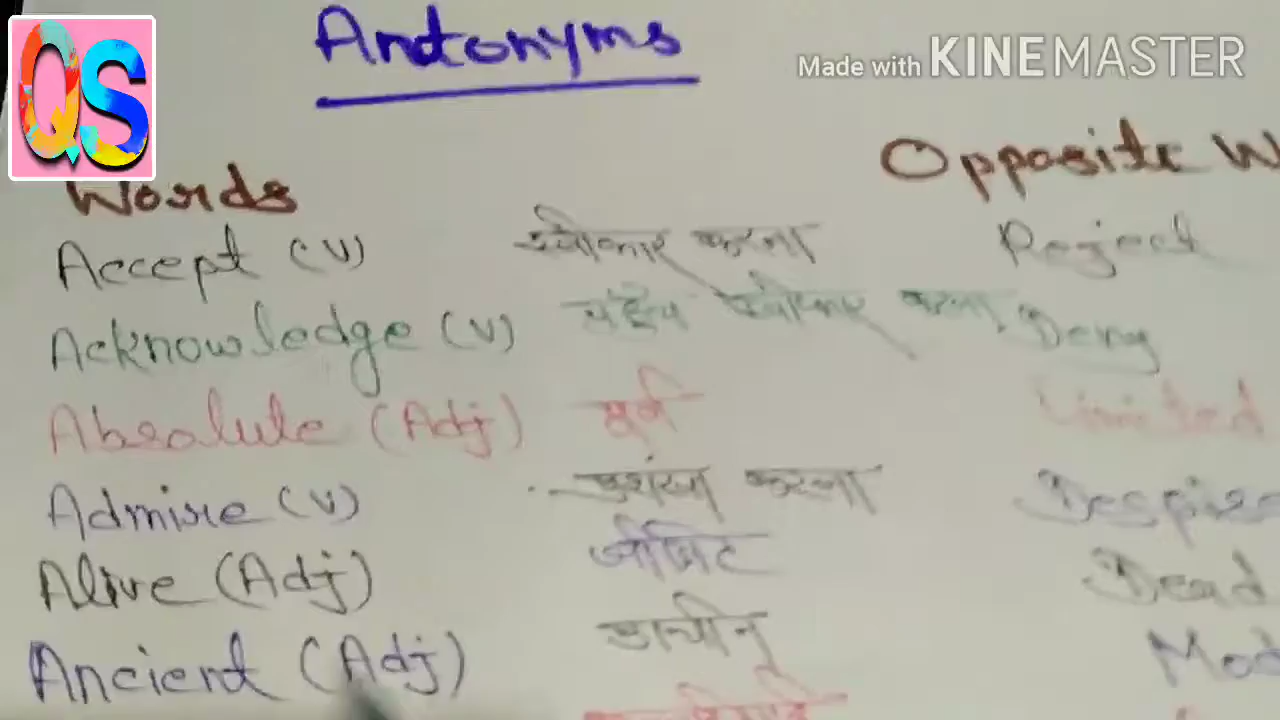 QS
Antonyms
Made with KINEMASTER
Words Opposite W
Accept (V) स्वीकार करना Reject
Acknowledge (V) स्वीकार करना Deny
Absolute (Adj) पूर्ण Limited
Admire (V) प्रशंसा करना Despise
Alive (Adj) जीवित Dead
Ancient (Adj) प्राचीन Mod